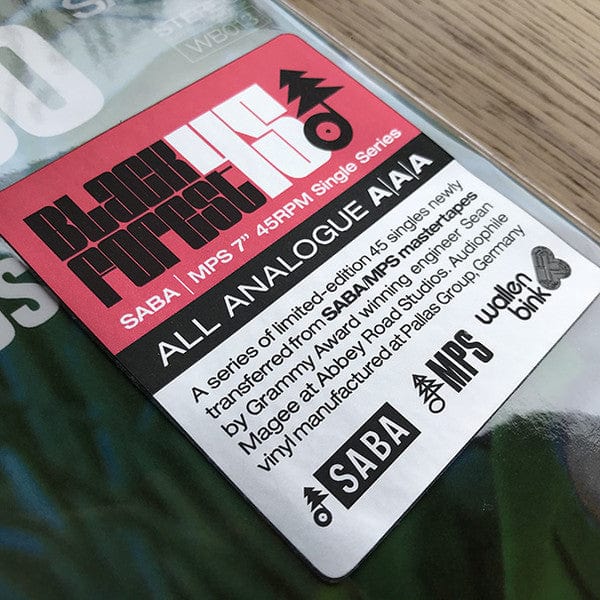 STEREO
WB013
Black
Forest
45
SABA | MPS 7” 45RPM Single Series
ALL ANALOGUE A|A|A
A series of limited-edition 45 singles newly
transferred from SABA/MPS mastertapes
by Grammy Award winning engineer Sean
Magee at Abbey Road Studios. Audiophile
vinyl manufactured at Pallas Group, Germany
SABA
MPS
wallen
bink